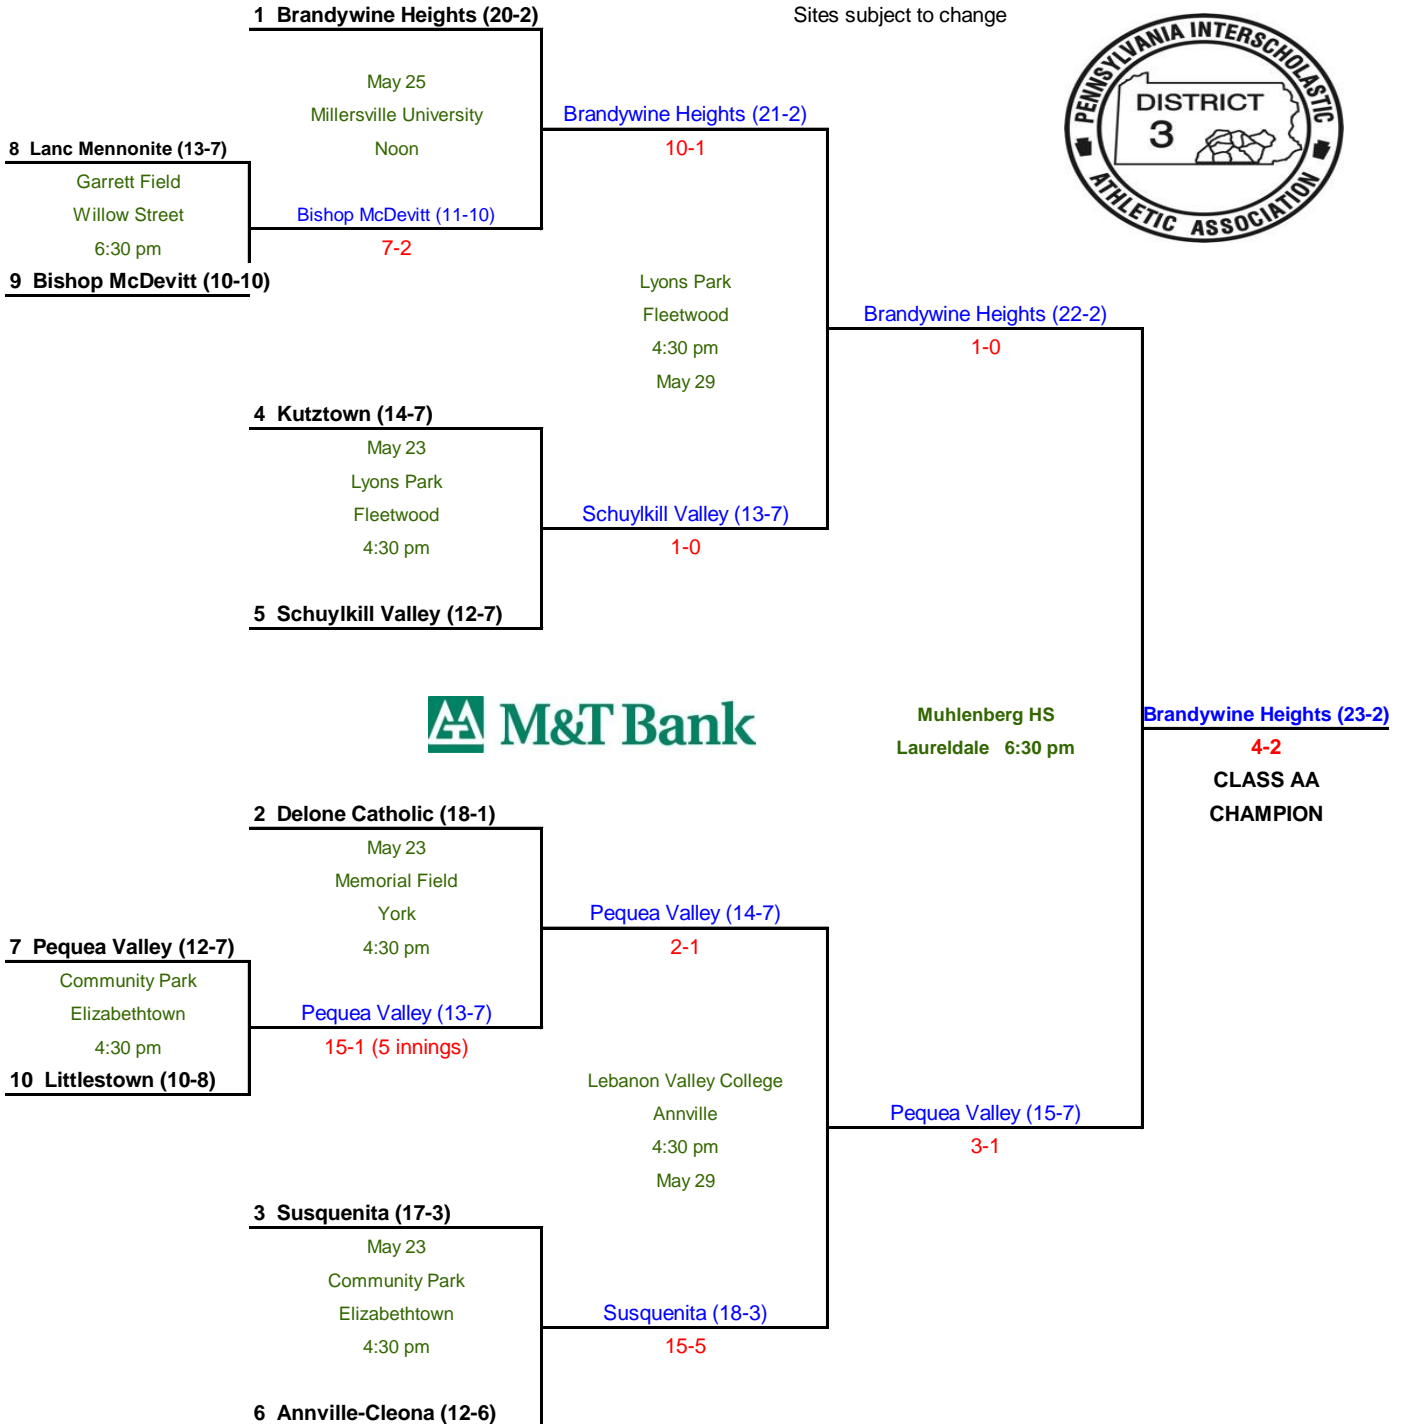 1 Brandywine Heights (20-2)
Sites subject to change
PENNSYLVANIA INTERSCHOLASTIC
DISTRICT
3
ATHLETIC ASSOCIATION
May 25
Millersville University
Noon
Brandywine Heights (21-2)
10-1
8 Lanc Mennonite (13-7)
Garrett Field
Willow Street
6:30 pm
Bishop McDevitt (11-10)
7-2
9 Bishop McDevitt (10-10)
Lyons Park
Fleetwood
4:30 pm
May 29
Brandywine Heights (22-2)
1-0
4 Kutztown (14-7)
May 23
Lyons Park
Fleetwood
4:30 pm
Schuylkill Valley (13-7)
1-0
5 Schuylkill Valley (12-7)
M&T Bank
Muhlenberg HS
Laureldale 6:30 pm
Brandywine Heights (23-2)
4-2
CLASS AA
CHAMPION
2 Delone Catholic (18-1)
May 23
Memorial Field
York
4:30 pm
Pequea Valley (14-7)
2-1
7 Pequea Valley (12-7)
Community Park
Elizabethtown
4:30 pm
Pequea Valley (13-7)
15-1 (5 innings)
10 Littlestown (10-8)
Lebanon Valley College
Annville
4:30 pm
May 29
Pequea Valley (15-7)
3-1
3 Susquenita (17-3)
May 23
Community Park
Elizabethtown
4:30 pm
Susquenita (18-3)
15-5
6 Annville-Cleona (12-6)